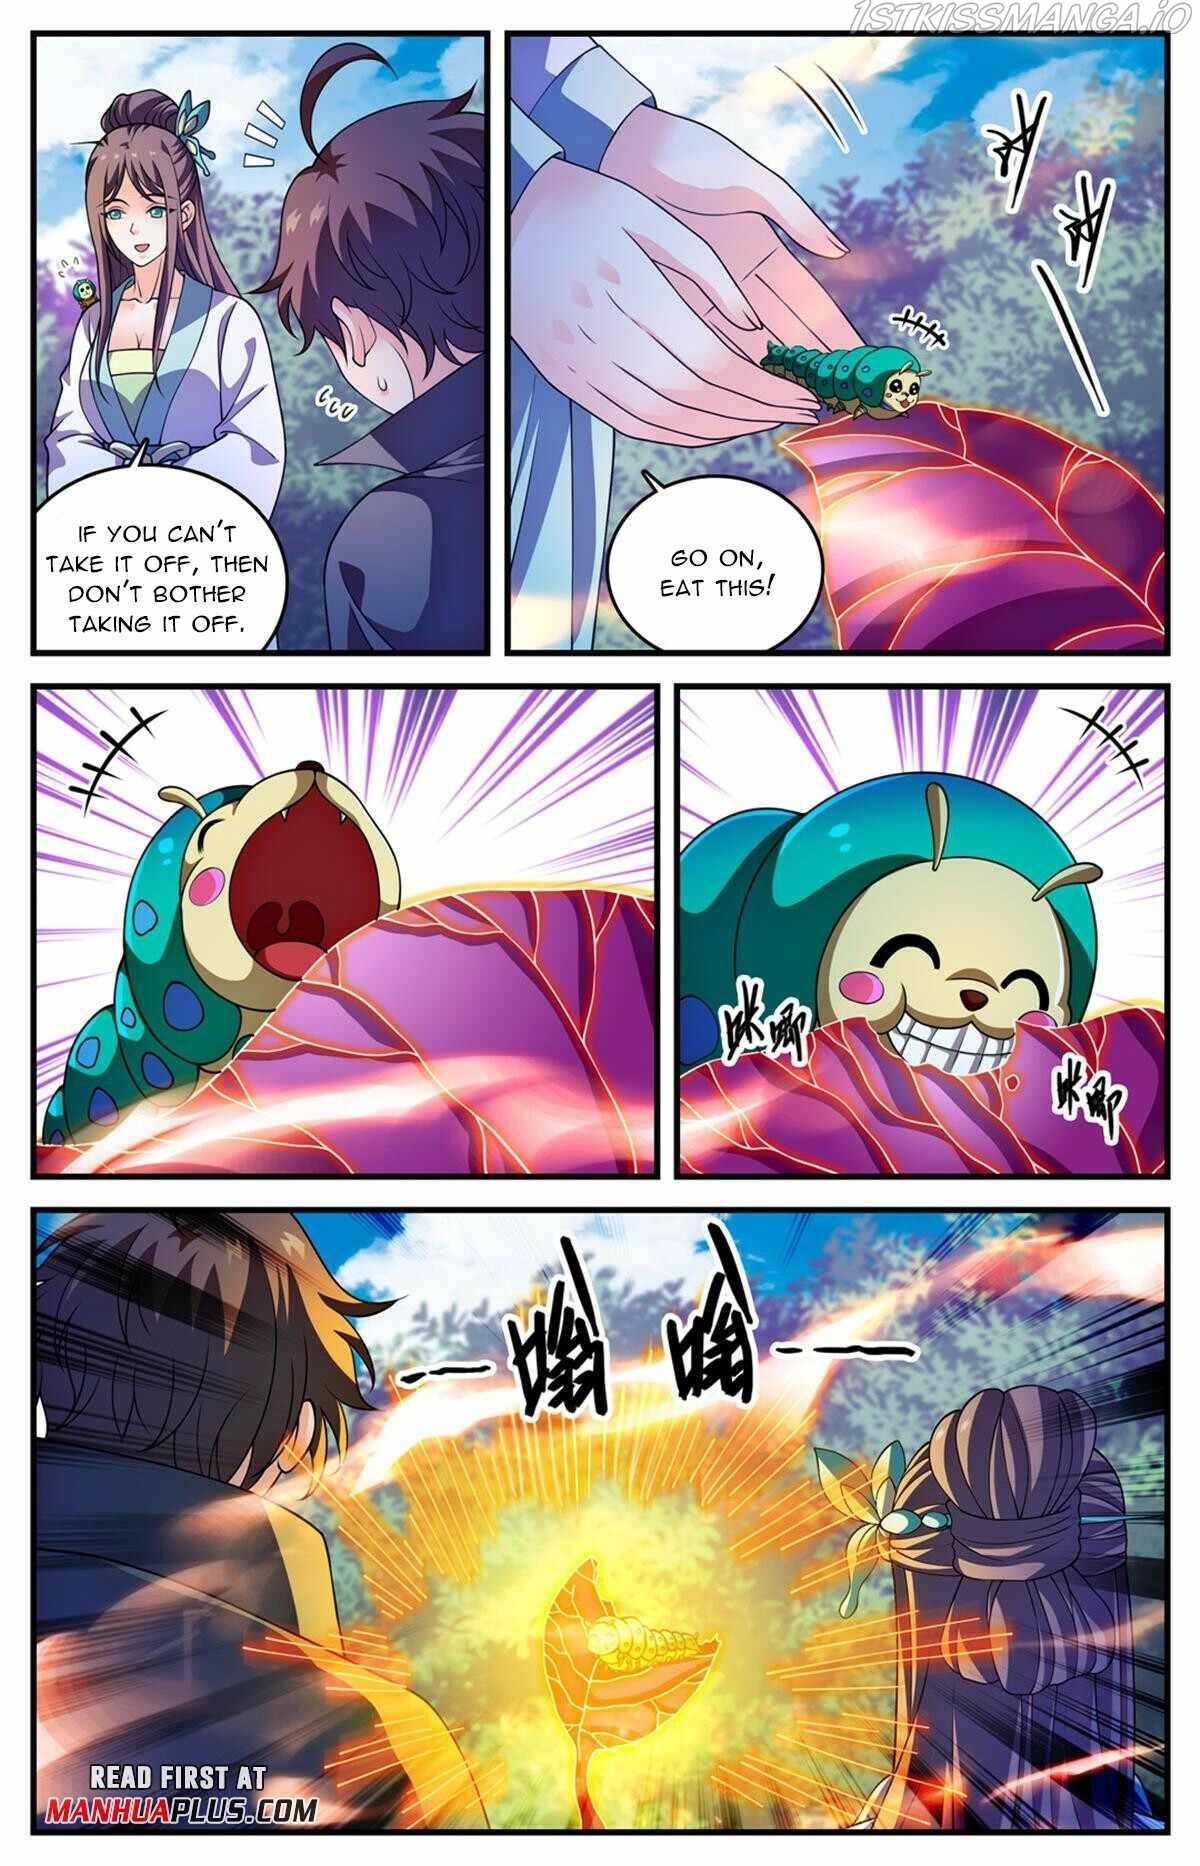 1STKISSMANGA.IO
IF YOU CAN'T
TAKE IT OFF, THEN
DON'T BOTHER
TAKING IT OFF.
GO ON,
EAT THIS!
咔嚓
咔嚓
嗡嗡
READ FIRST AT
MANHUAPLUS.COM